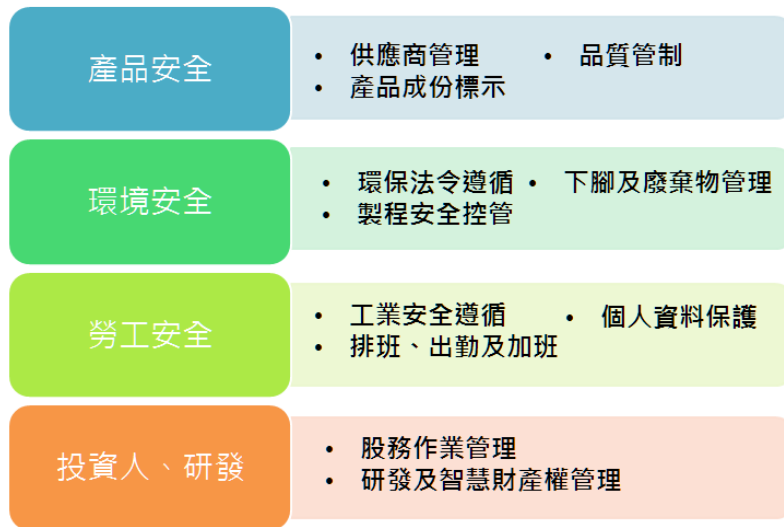 產品安全
• 供應商管理 • 品質管制
• 產品成份標示
環境安全
• 環保法令遵循 • 下腳及廢棄物管理
• 製程安全控管
勞工安全
• 工業安全遵循 • 個人資料保護
• 排班、出勤及加班
投資人、研發
• 股務作業管理
• 研發及智慧財產權管理